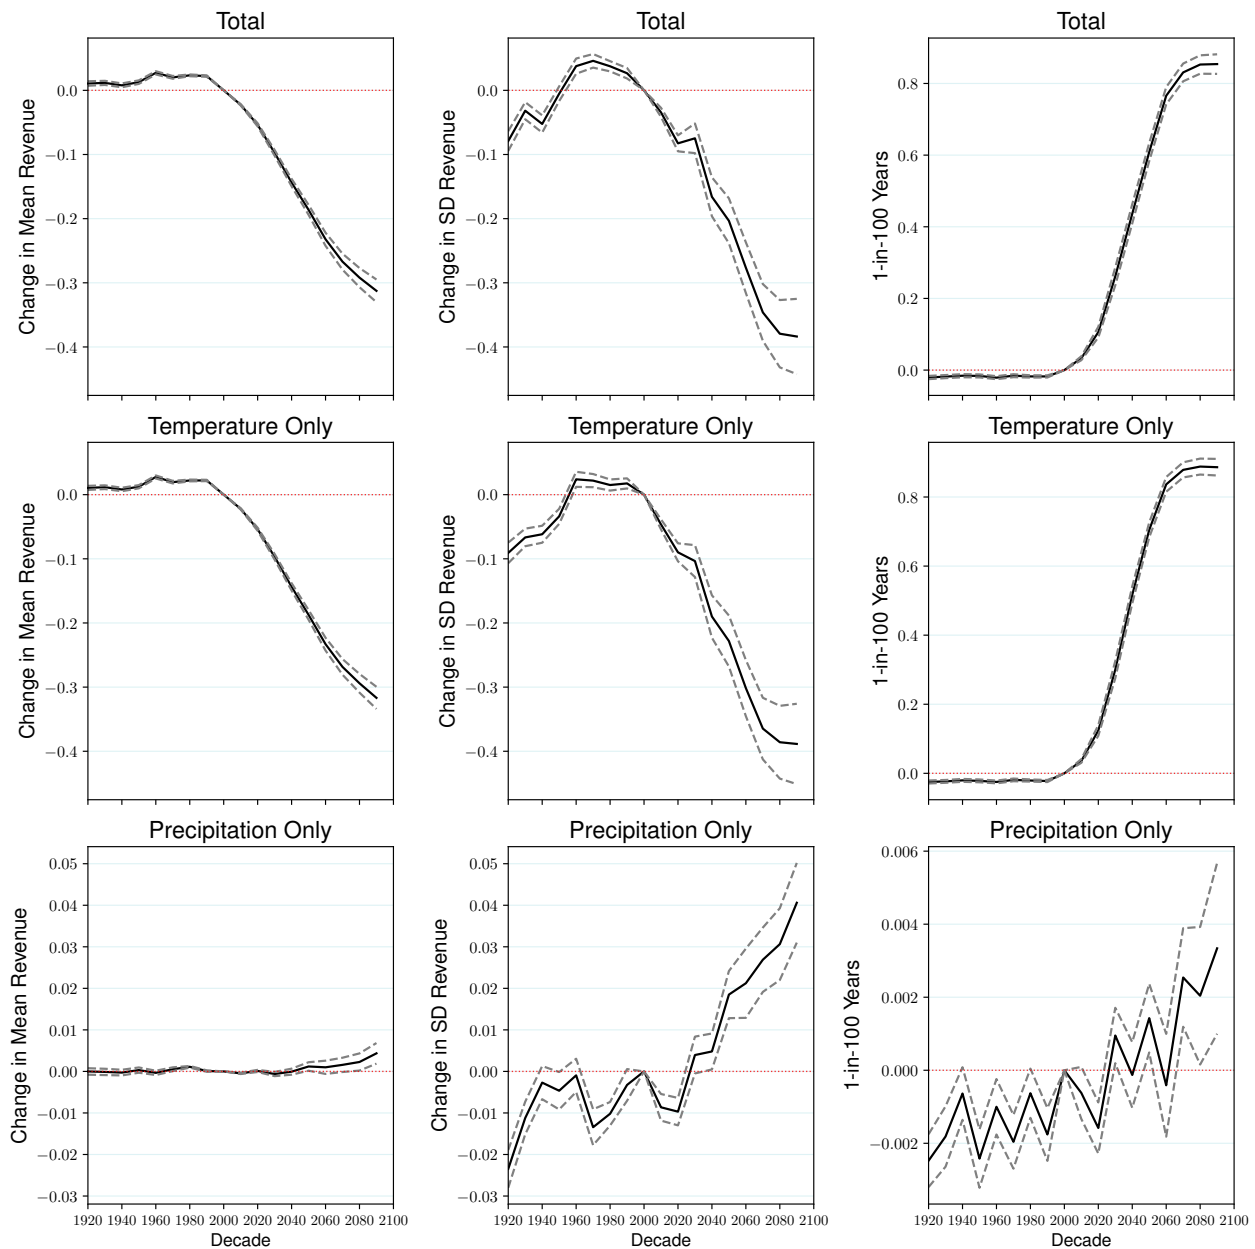 Total
Change in Mean Revenue
0.0
−0.1
−0.2
−0.3
−0.4
Total
Change in SD Revenue
0.0
−0.1
−0.2
−0.3
−0.4
Total
1-in-100 Years
0.8
0.6
0.4
0.2
0.0
Temperature Only
Change in Mean Revenue
0.0
−0.1
−0.2
−0.3
−0.4
Temperature Only
Change in SD Revenue
0.0
−0.1
−0.2
−0.3
−0.4
Temperature Only
1-in-100 Years
0.8
0.6
0.4
0.2
0.0
Precipitation Only
Change in Mean Revenue
0.05
0.04
0.03
0.02
0.01
0.00
−0.01
−0.02
−0.03
1920 1940 1960 1980 2000 2020 2040 2060 2080 2100
Decade
Precipitation Only
Change in SD Revenue
0.05
0.04
0.03
0.02
0.01
0.00
−0.01
−0.02
−0.03
1920 1940 1960 1980 2000 2020 2040 2060 2080 2100
Decade
Precipitation Only
1-in-100 Years
0.006
0.004
0.002
0.000
−0.002
1920 1940 1960 1980 2000 2020 2040 2060 2080 2100
Decade